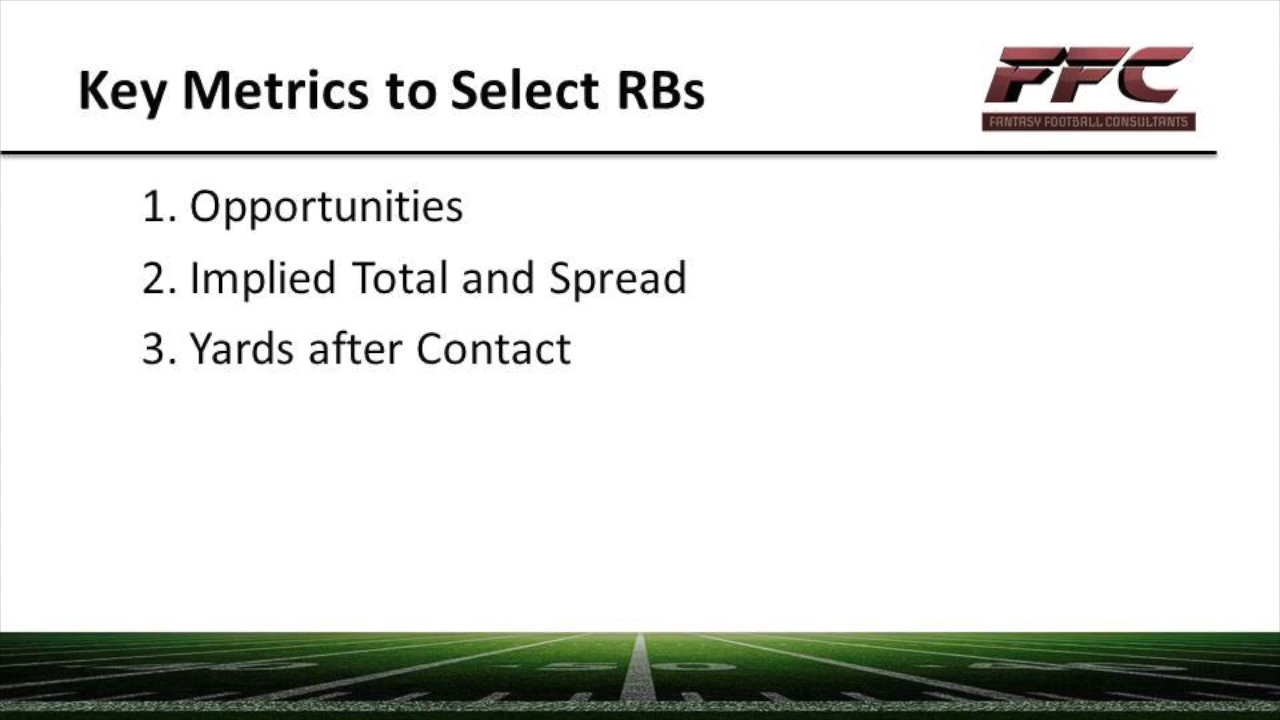 Key Metrics to Select RBs
FFC
FANTASY FOOTBALL CONSULTANTS
1. Opportunities
2. Implied Total and Spread
3. Yards after Contact
50